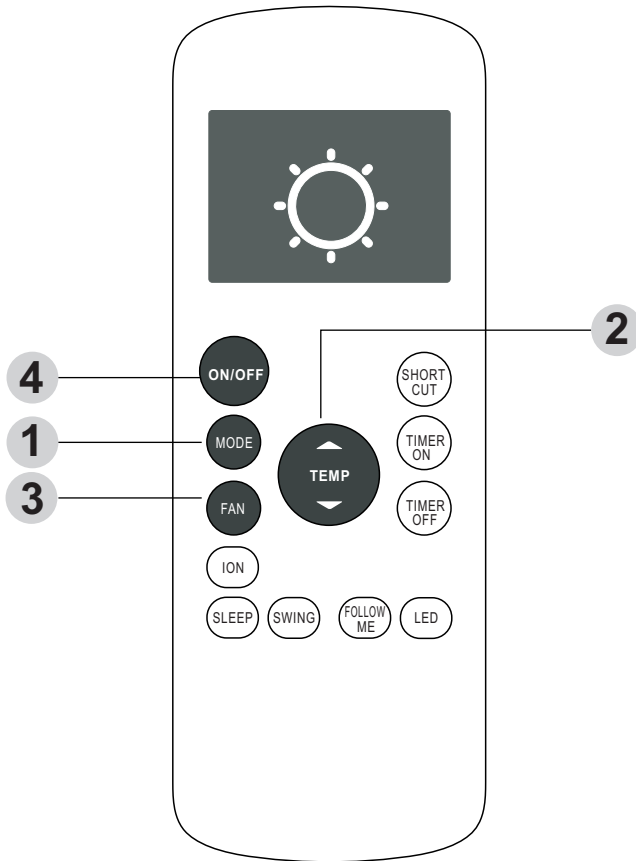 2
4
ON/OFF
SHORT
CUT
1
MODE
TEMP
TIMER
ON
3
FAN
TIMER
OFF
ION
SLEEP
SWING
FOLLOW
ME
LED